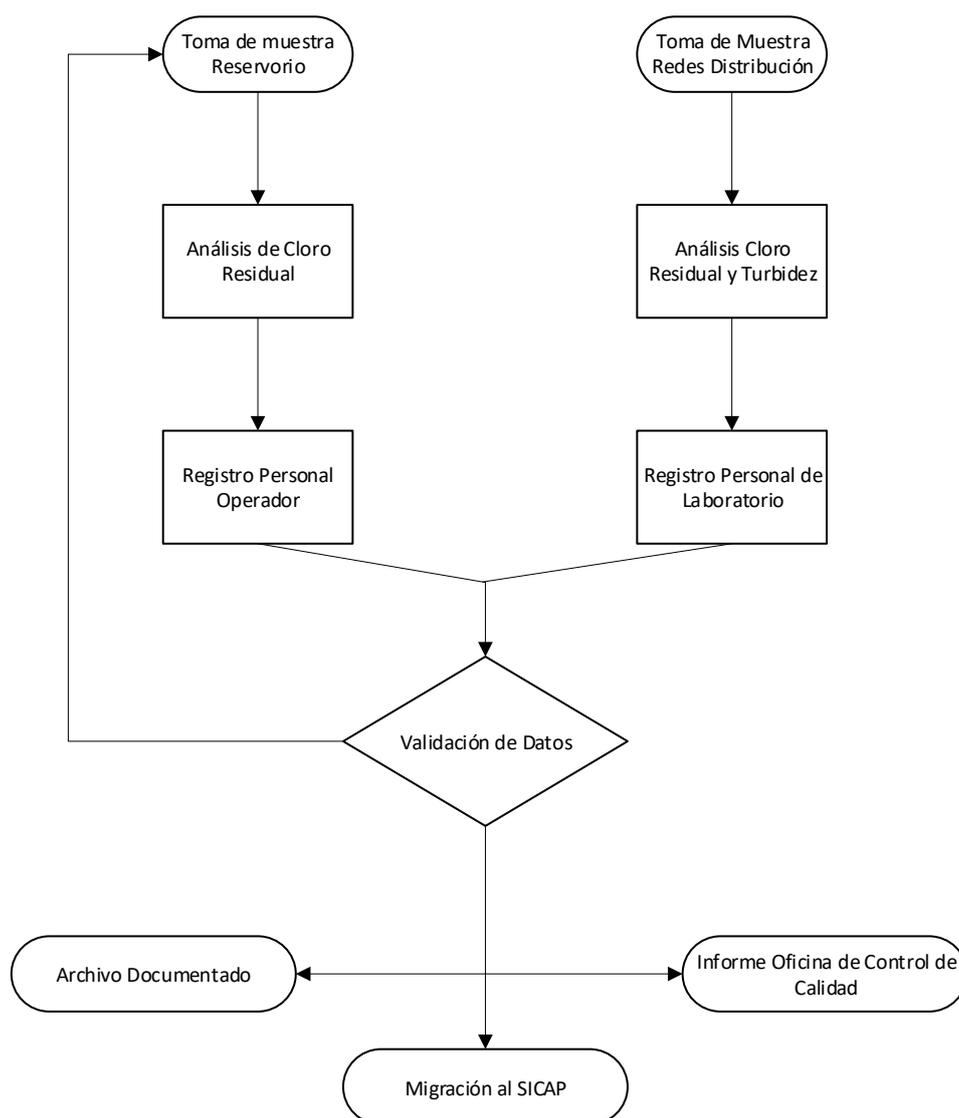 Toma de muestra
Reservorio
Toma de Muestra
Redes Distribución
Análisis de Cloro
Residual
Análisis Cloro
Residual y Turbidez
Registro Personal
Operador
Registro Personal de
Laboratorio
Validación de Datos
Archivo Documentado
Informe Oficina de Control de
Calidad
Migración al SICAP